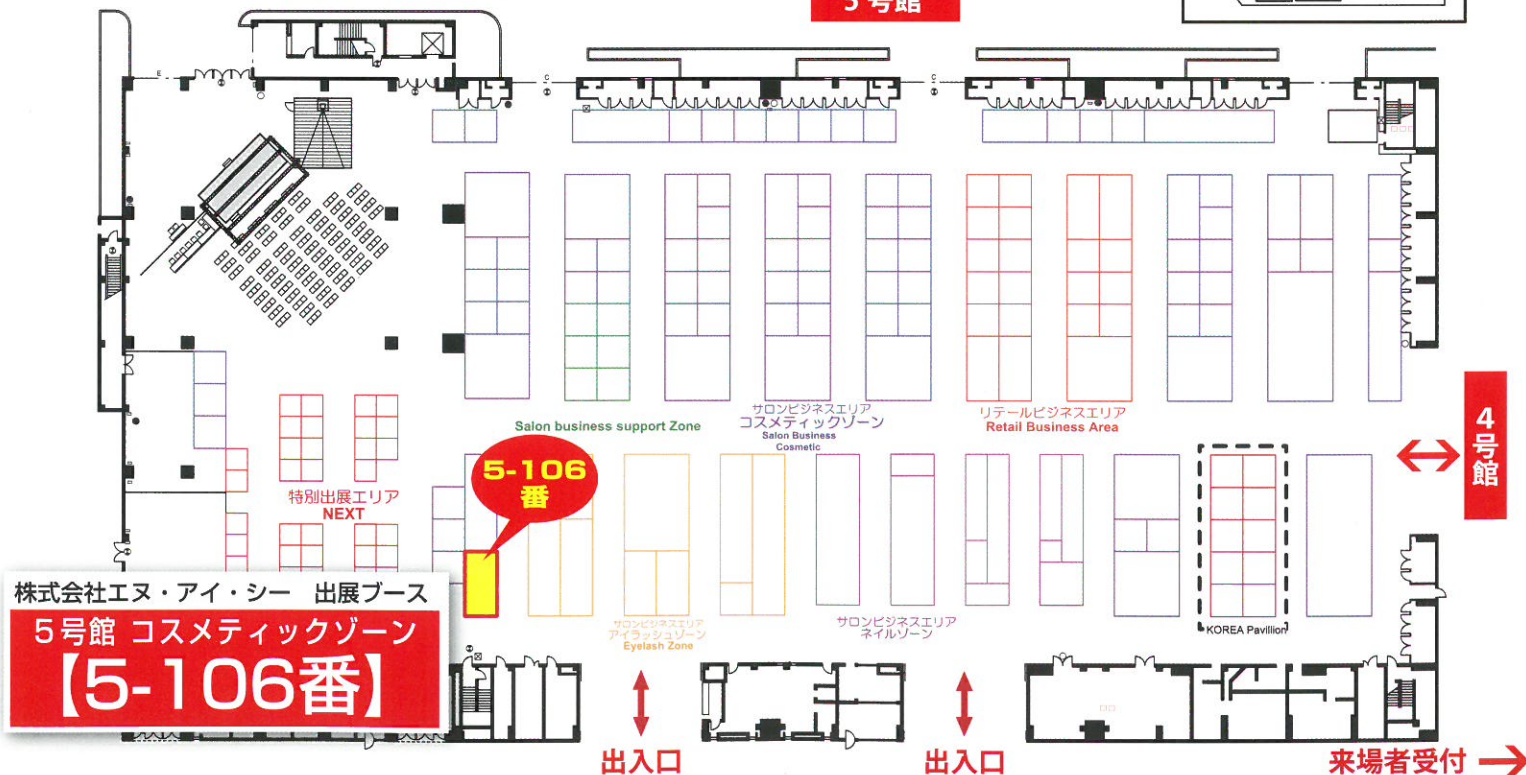 5号館
Salon business support Zone
サロンビジネスエリア
コスメティックゾーン
Salon Business
Cosmetic
リテールビジネスエリア
Retail Business Area
4号館
5-106
番
特別出展エリア
NEXT
株式会社エヌ・アイ・シー 出展ブース
5号館 コスメティックゾーン
【5-106番】
サロンビジネスエリア
アイラッシュゾーン
Eyelash Zone
サロンビジネスエリア
ネイルゾーン
KOREA Pavillion
出入口
出入口
来場者受付